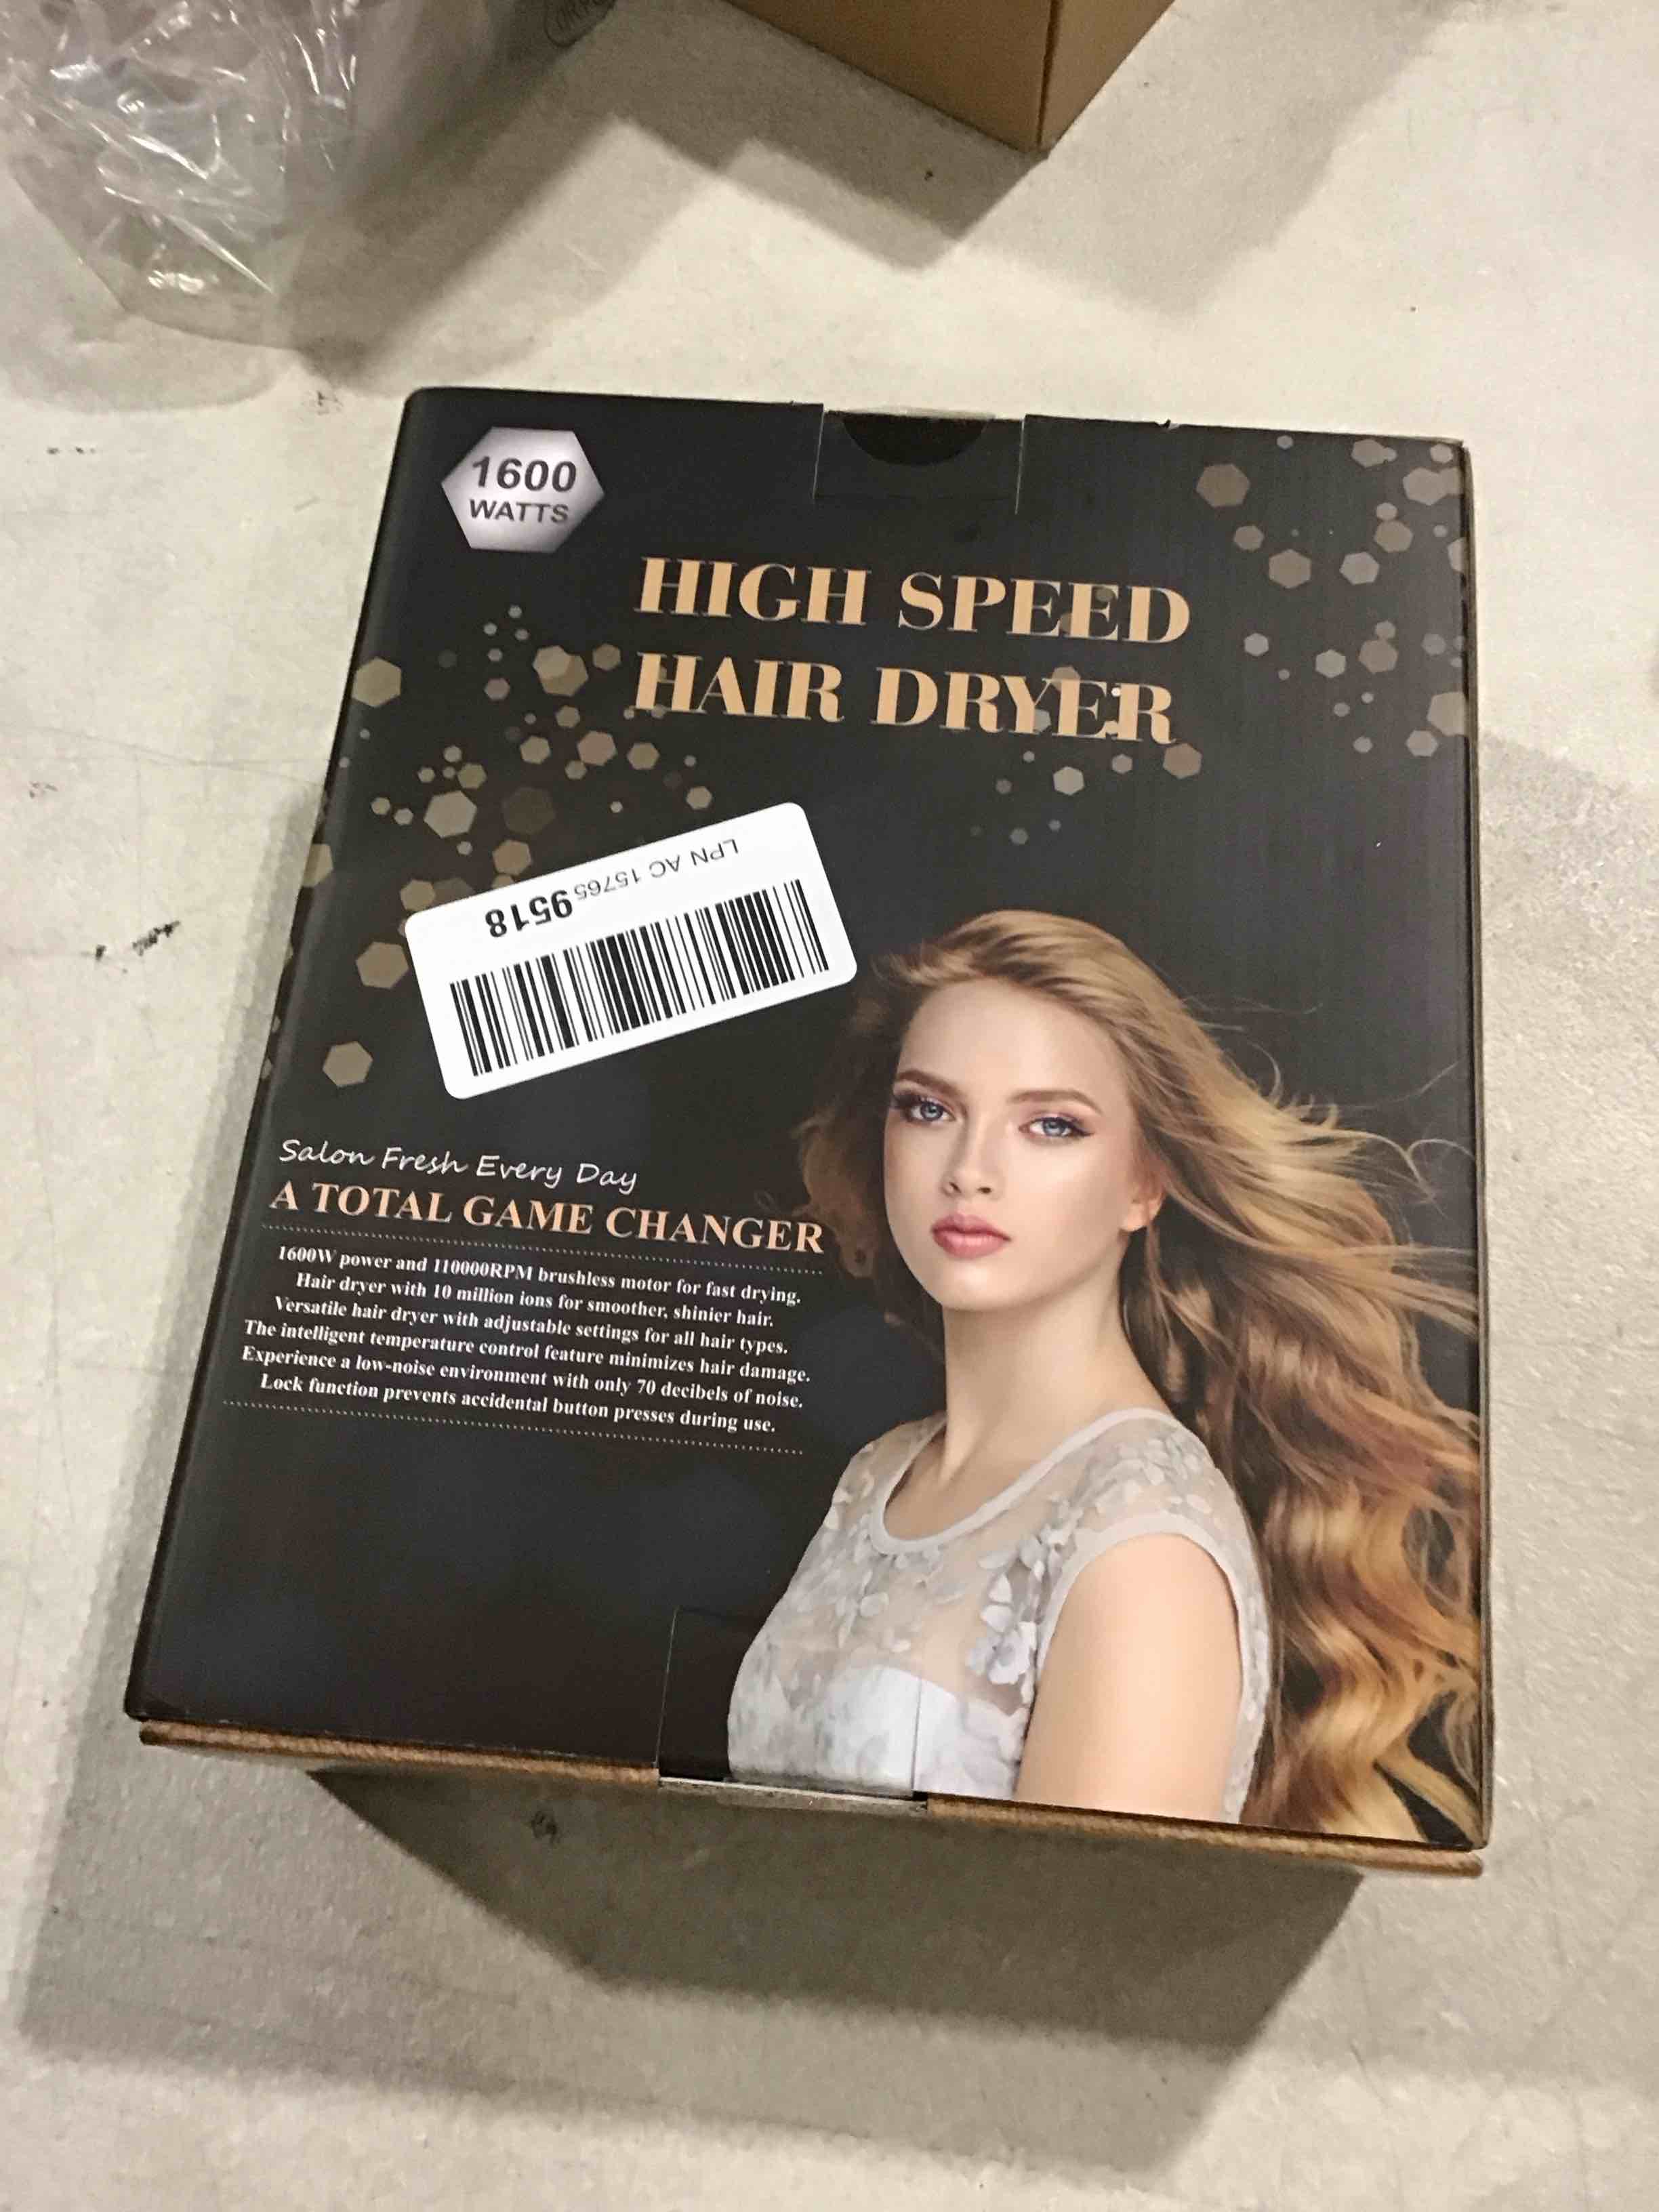 1600
WATTS
HIGH SPEED
HAIR DRYER
LPN AC 157659518
Salon Fresh Every Day
A TOTAL GAME CHANGER
1600W power and 110000RPM brushless motor for fast drying.
Hair dryer with 10 million ions for smoother, shinier hair.
Versatile hair dryer with adjustable settings for all hair types.
The intelligent temperature control feature minimizes hair damage.
Experience a low-noise environment with only 70 decibels of noise.
Lock function prevents accidental button presses during use.